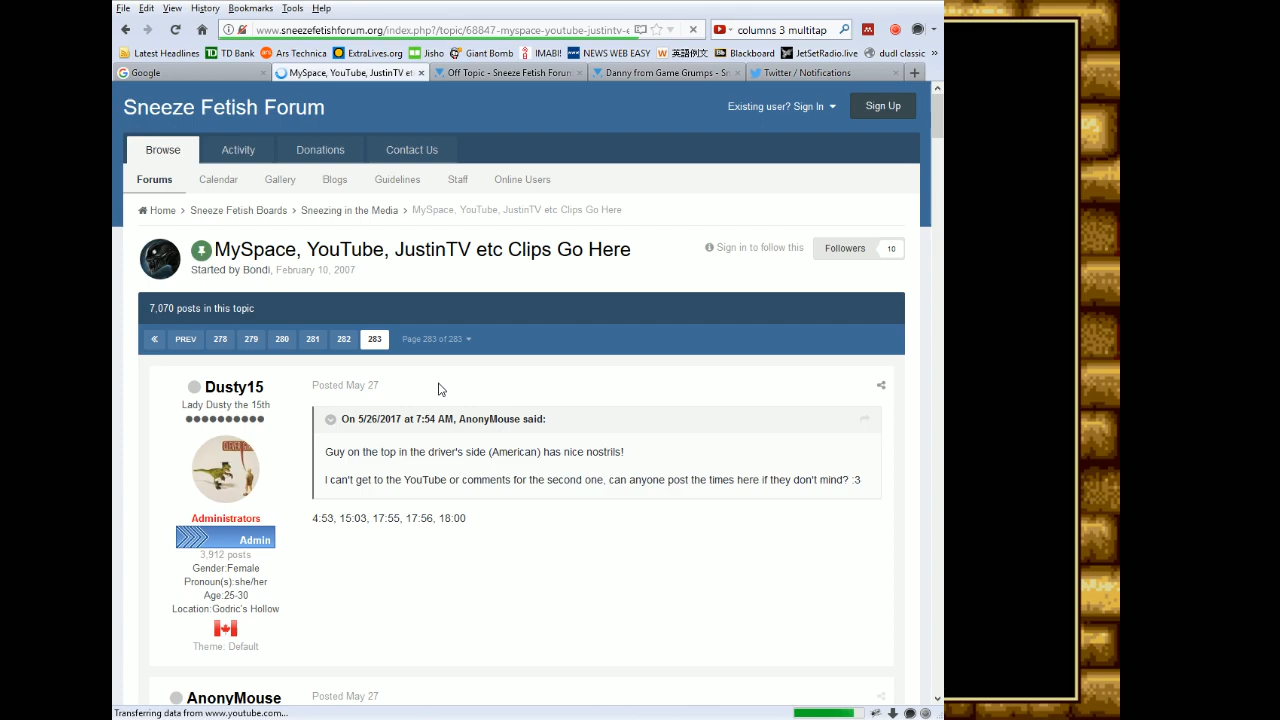 File Edit View History Bookmarks Tools Help
www.sneezefetishforum.org/index.php?/topic/68847-myspace-youtube-justintv-e
columns 3 multitap
Latest Headlines TD Bank Ars Technica ExtraLives.org Jisho Giant Bomb IMABI! NEWS WEB EASY 英語例文 Blackboard JetSetRadio.live dudl classic
Google MySpace, YouTube, JustinTV et Off Topic - Sneeze Fetish Forum Danny from Game Grumps - Sn Twitter / Notifications
Sneeze Fetish Forum
Existing user? Sign In Sign Up
Browse Activity Donations Contact Us
Forums Calendar Gallery Blogs Guidelines Staff Online Users
Home > Sneeze Fetish Boards > Sneezing in the Media > MySpace, YouTube, JustinTV etc Clips Go Here
MySpace, YouTube, JustinTV etc Clips Go Here
Started by Bondi, February 10, 2007
Sign in to follow this Followers 10
7,070 posts in this topic
« PREV 278 279 280 281 282 283 Page 283 of 283
Dusty15
Lady Dusty the 15th
Administrators
Admin
3,912 posts
Gender:Female
Pronoun(s):she/her
Age:25-30
Location:Godric's Hollow
Theme: Default
Posted May 27
On 5/26/2017 at 7:54 AM, AnonyMouse said:
Guy on the top in the driver's side (American) has nice nostrils!
I can't get to the YouTube or comments for the second one, can anyone post the times here if they don't mind? :3
4:53, 15:03, 17:55, 17:56, 18:00
AnonyMouse
Posted May 27
Transferring data from www.youtube.com...